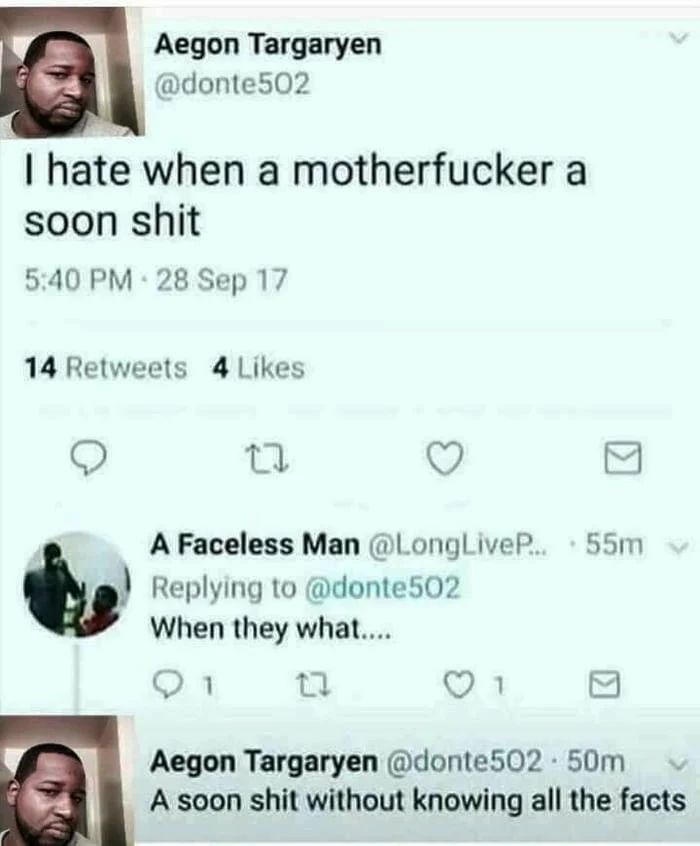 Aegon Targaryen
@donte502
I hate when a motherfucker a
soon shit
5:40 PM · 28 Sep 17
14 Retweets 4 Likes
A Faceless Man @LongLiveP... · 55m
Replying to @donte502
When they what....
1 1
Aegon Targaryen @donte502 · 50m
A soon shit without knowing all the facts